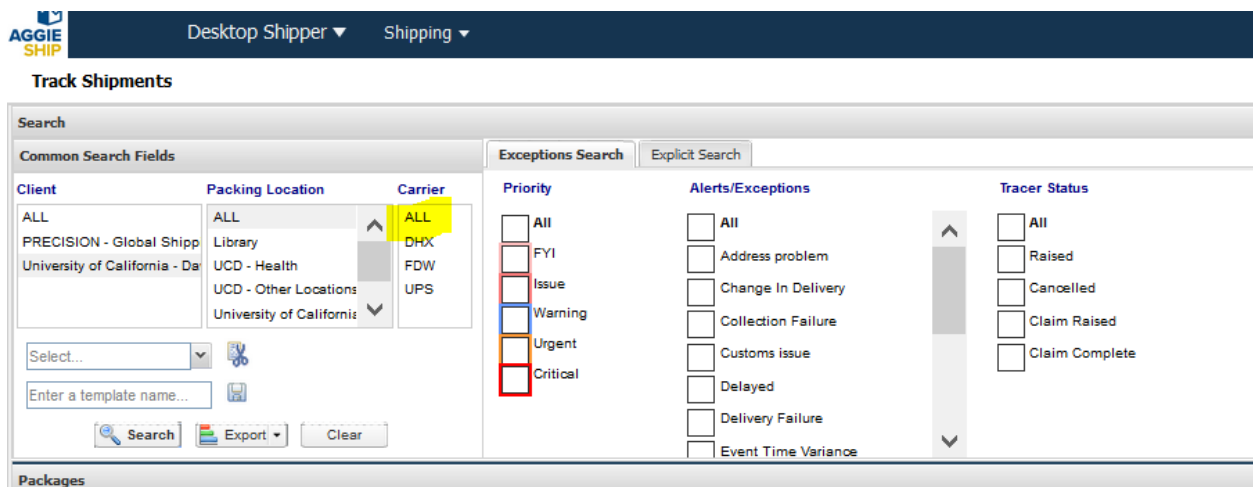 AGGIE
SHIP
Desktop Shipper
Shipping
Track Shipments
Search
Common Search Fields
Client
ALL
PRECISION - Global Shipp
University of California - Da
Packing Location
ALL
Library
UCD - Health
UCD - Other Locations
University of California
Carrier
ALL
DHX
FDW
UPS
Select...
Enter a template name...
Search
Export
Clear
Exceptions Search
Explicit Search
Priority
All
FYI
Issue
Warning
Urgent
Critical
Alerts/Exceptions
All
Address problem
Change In Delivery
Collection Failure
Customs issue
Delayed
Delivery Failure
Event Time Variance
Tracer Status
All
Raised
Cancelled
Claim Raised
Claim Complete
Packages